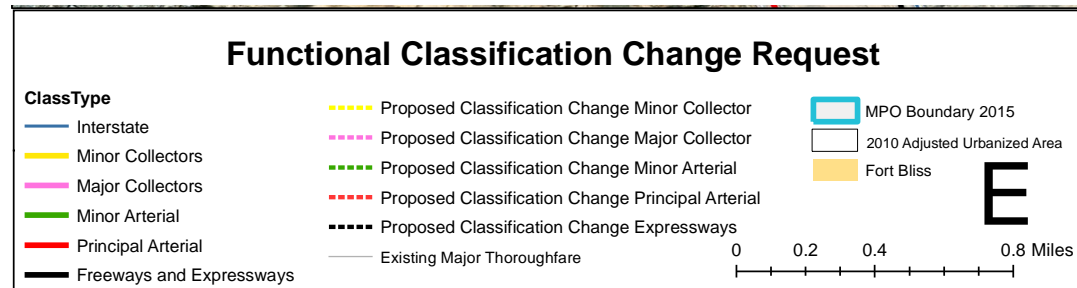 Functional Classification Change Request
ClassType
Interstate
Minor Collectors
Major Collectors
Minor Arterial
Principal Arterial
Freeways and Expressways
Proposed Classification Change Minor Collector
Proposed Classification Change Major Collector
Proposed Classification Change Minor Arterial
Proposed Classification Change Principal Arterial
Proposed Classification Change Expressways
Existing Major Thoroughfare
MPO Boundary 2015
2010 Adjusted Urbanized Area
Fort Bliss
E
0 0.2 0.4 0.8 Miles